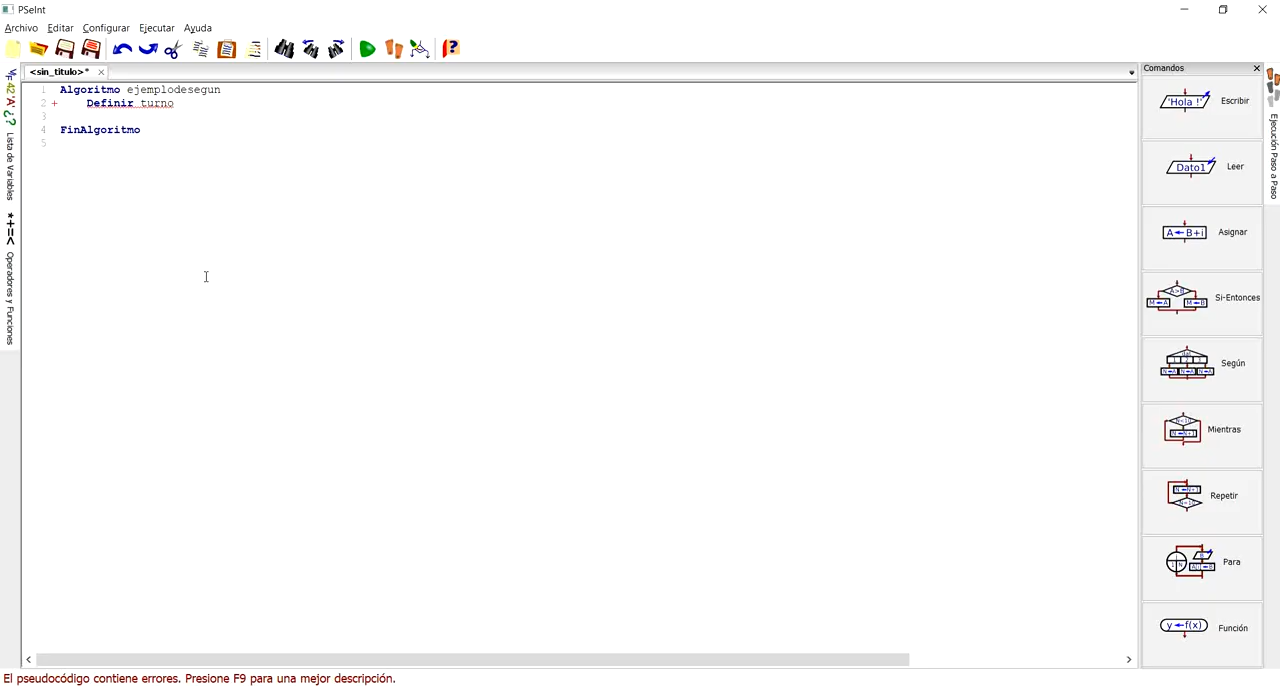 PSeInt
Archivo Editar Configurar Ejecutar Ayuda
<sin_titulo>*
Comandos
1 Algoritmo ejemplodesegun
2 + Definir turno
3
4 FinAlgoritmo
5
Lista de Variables
*+=< Operadores y Funciones
'Hola !' Escribir
Dato1 Leer
A←B+i Asignar
Si-Entonces
Según
Mientras
Repetir
Para
y←f(x) Función
Ejecución Paso a Paso
El pseudocódigo contiene errores. Presione F9 para una mejor descripción.